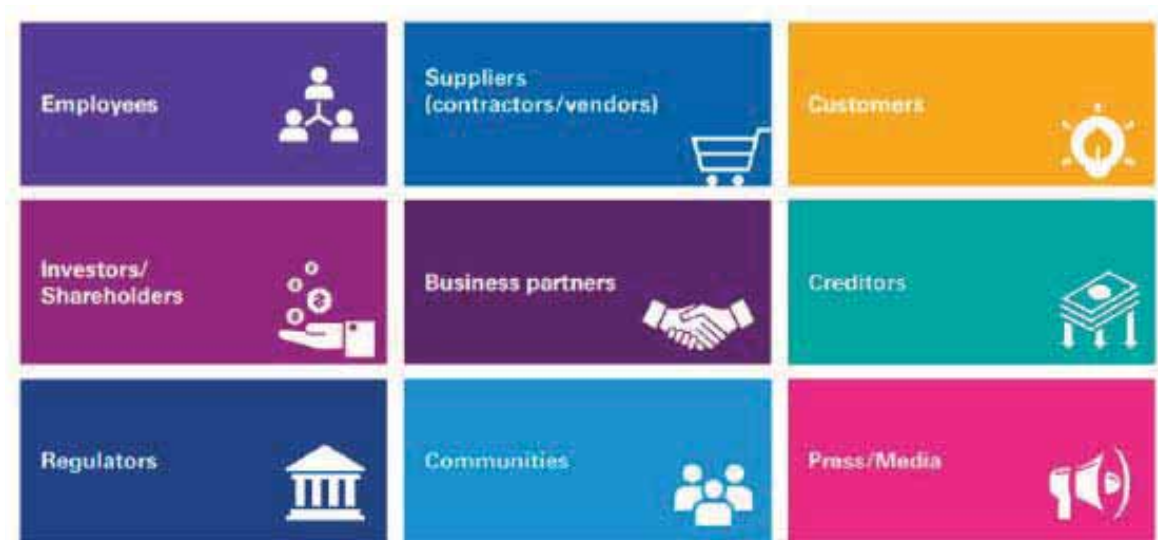 Employees
Suppliers
(contractors/vendors)
Customers
Investors/
Shareholders
Business partners
Creditors
Regulators
Communities
Press/Media